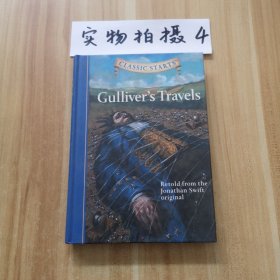 实物拍摄4
CLASSIC STARTS
Gulliver's Travels
Retold from the
Jonathan Swift
original